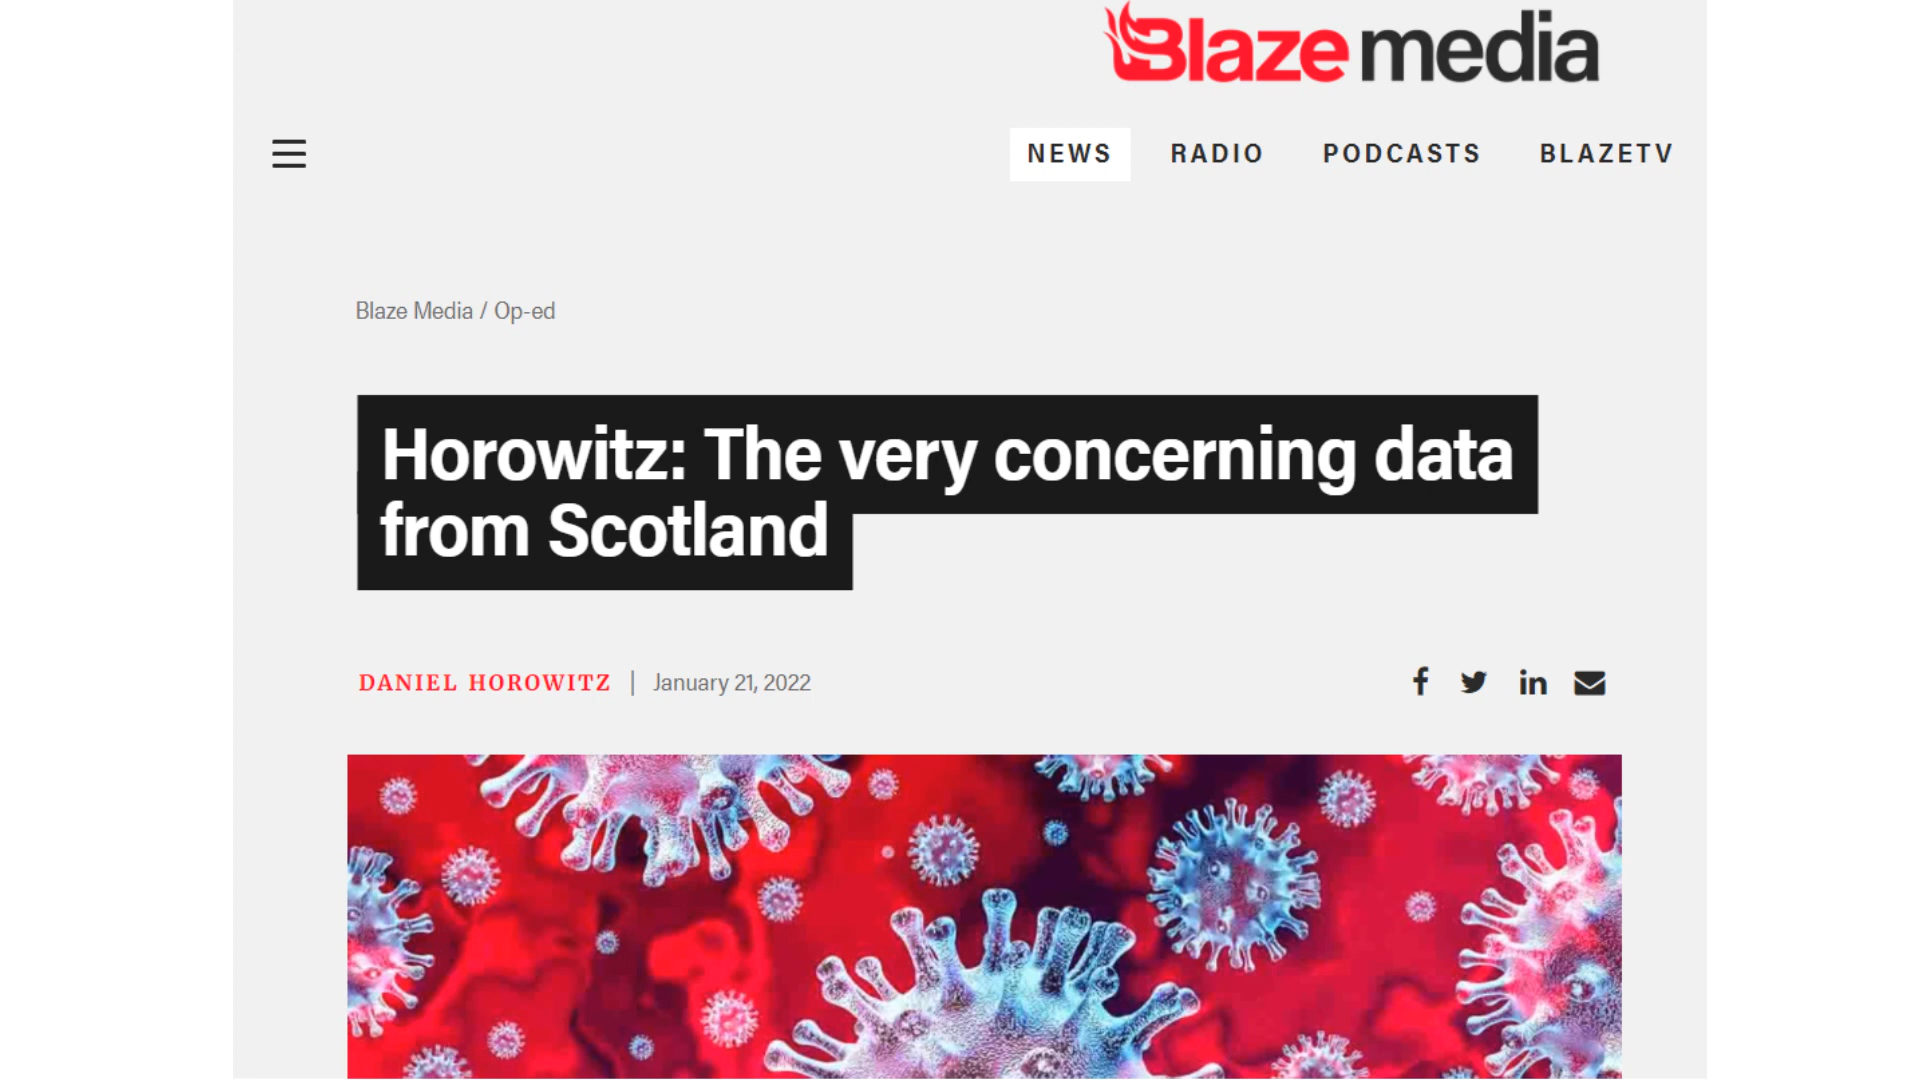 Blaze media
NEWS RADIO PODCASTS BLAZETV
Blaze Media / Op-ed
Horowitz: The very concerning data
from Scotland
DANIEL HOROWITZ | January 21, 2022